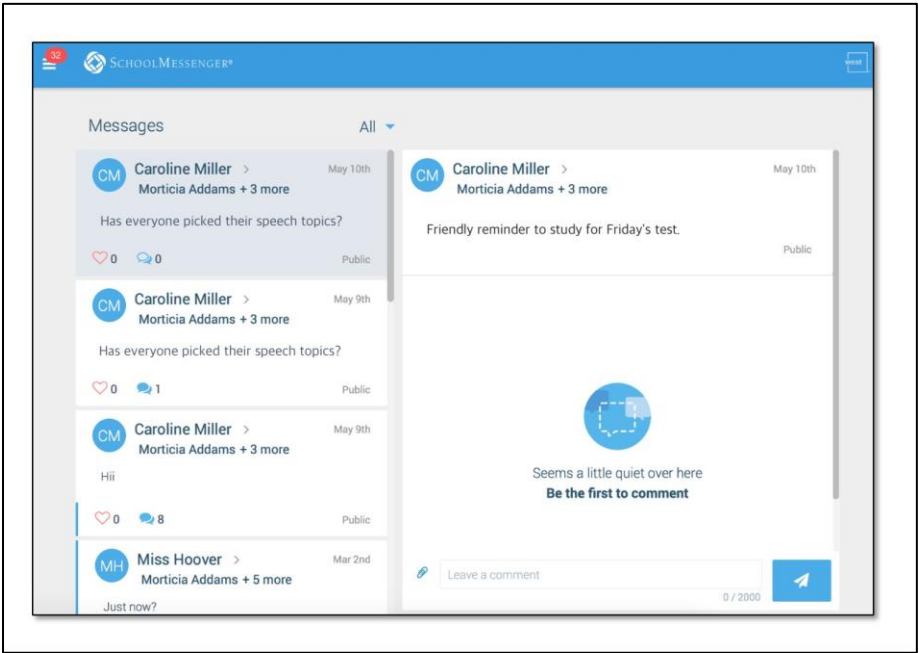 32
SCHOOLMESSENGER®
west
Messages
All
CM
Caroline Miller >
May 10th
Morticia Addams + 3 more
Has everyone picked their speech topics?
0
0
Public
CM
Caroline Miller >
May 9th
Morticia Addams + 3 more
Has everyone picked their speech topics?
0
1
Public
CM
Caroline Miller >
May 9th
Morticia Addams + 3 more
Hii
0
8
Public
MH
Miss Hoover >
Mar 2nd
Morticia Addams + 5 more
Just now?
CM
Caroline Miller >
May 10th
Morticia Addams + 3 more
Friendly reminder to study for Friday's test.
Public
Seems a little quiet over here
Be the first to comment
Leave a comment
0 / 2000